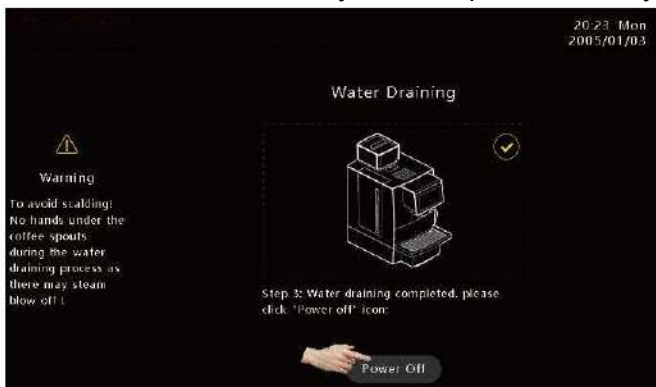 20:23 Mon
2005/01/03
Water Draining
Warning
To avoid scalding!
No hands under the
coffee spouts
during the water
draining process as
there may steam
blow off !
Step 3: Water draining completed, please
click "Power off" icon:
Power Off